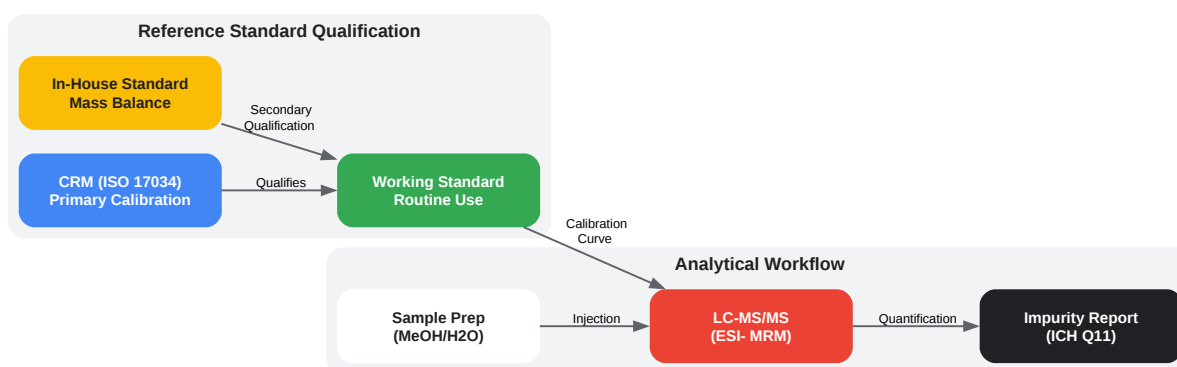 Reference Standard Qualification
In-House Standard
Mass Balance
Secondary
Qualification
CRM (ISO 17034)
Primary Calibration
Qualifies
Working Standard
Routine Use
Calibration
Curve
Analytical Workflow
Sample Prep
(MeOH/H2O)
Injection
LC-MS/MS
(ESI- MRM)
Quantification
Impurity Report
(ICH Q11)